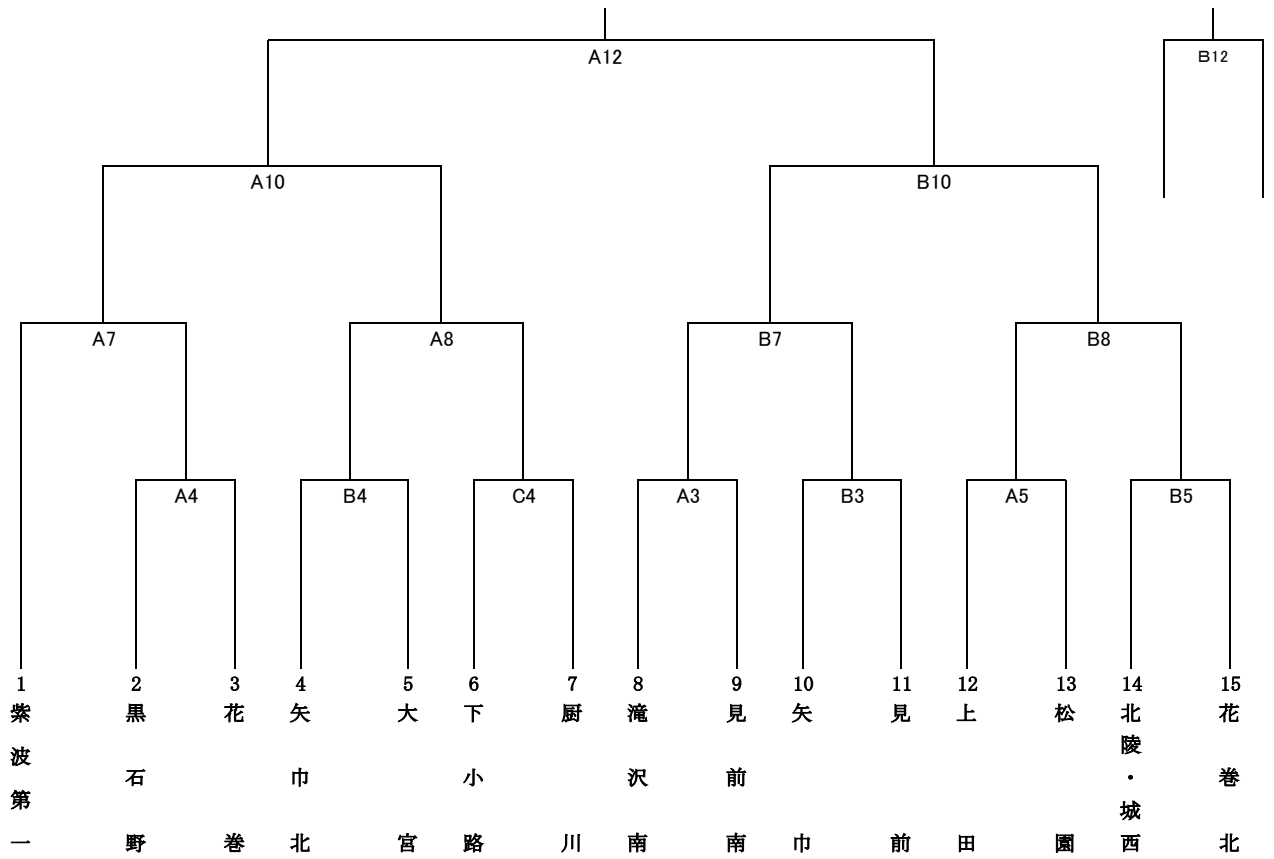 A12
B12
A10
B10
A7
A8
B7
B8
A4
B4
C4
A3
B3
A5
B5
1
紫波第一
2
黒石野
3
花巻
4
矢巾北
5
大宮
6
下小路
7
厨川
8
滝沢南
9
見前南
10
矢巾
11
見前
12
上田
13
松園
14
北陵・城西
15
花巻北